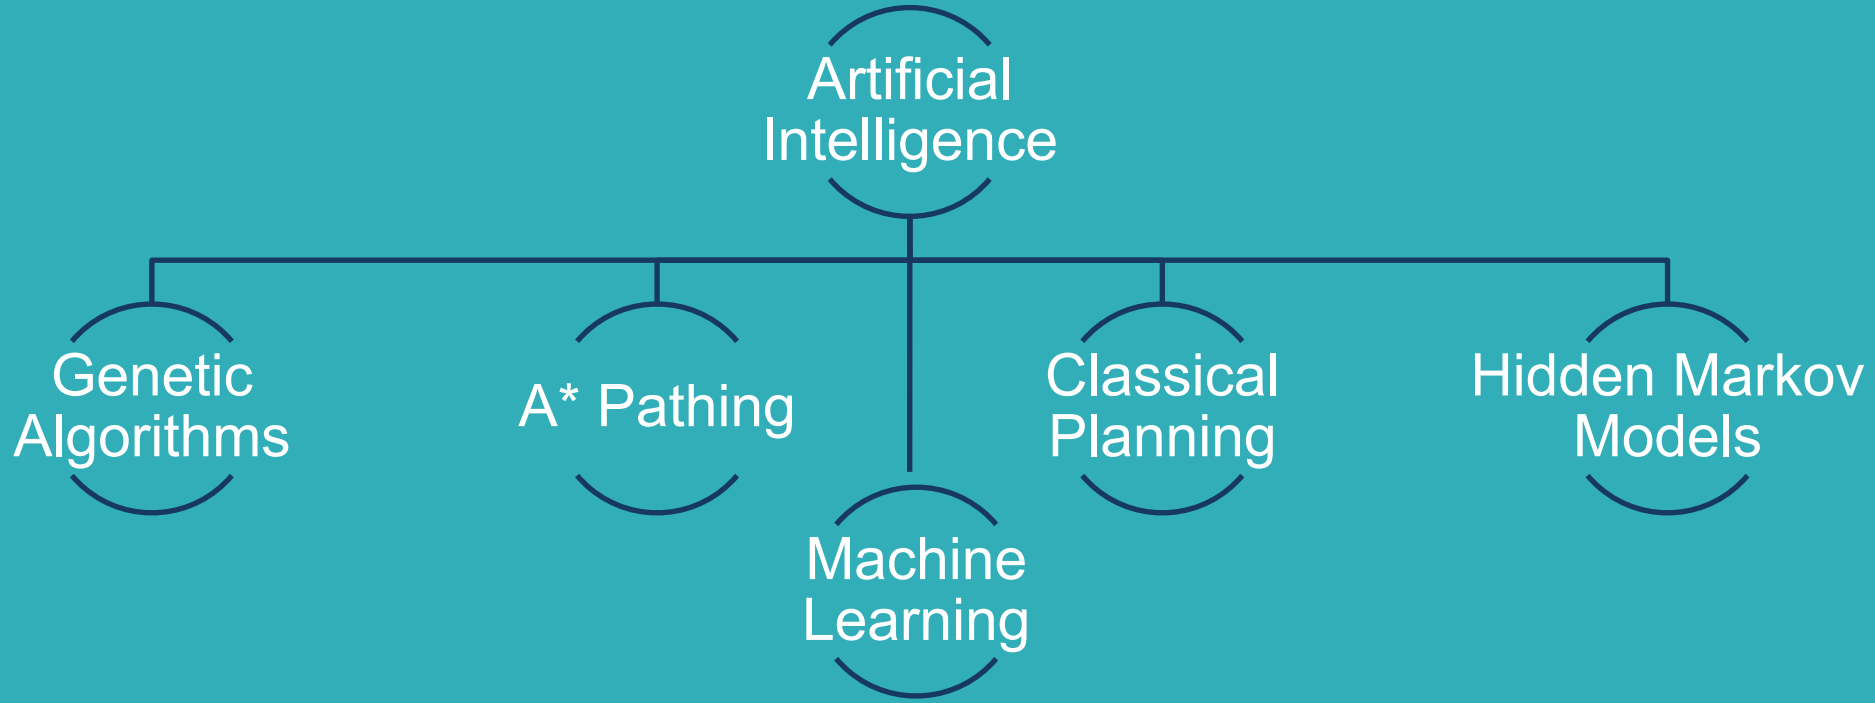 Artificial
Intelligence
Genetic
Algorithms
A* Pathing
Machine
Learning
Classical
Planning
Hidden Markov
Models